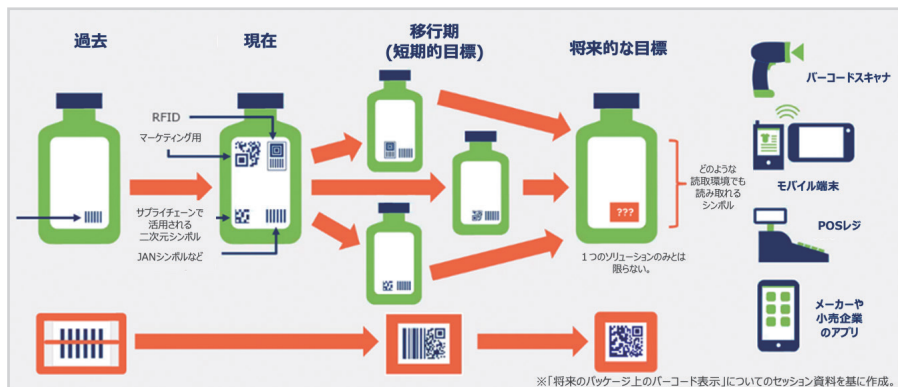 過去
現在
移行期
(短期的目標)
将来的な目標
RFID
マーケティング用
サプライチェーンで
活用される
二次元シンボル
JANシンボルなど
???
どのような
読取環境でも
読み取れる
シンボル
1つのソリューションのみとは
限らない。
バーコードスキャナ
モバイル端末
POSレジ
メーカーや
小売企業
のアプリ
※「将来のパッケージ上のバーコード表示」についてのセッション資料を基に作成。